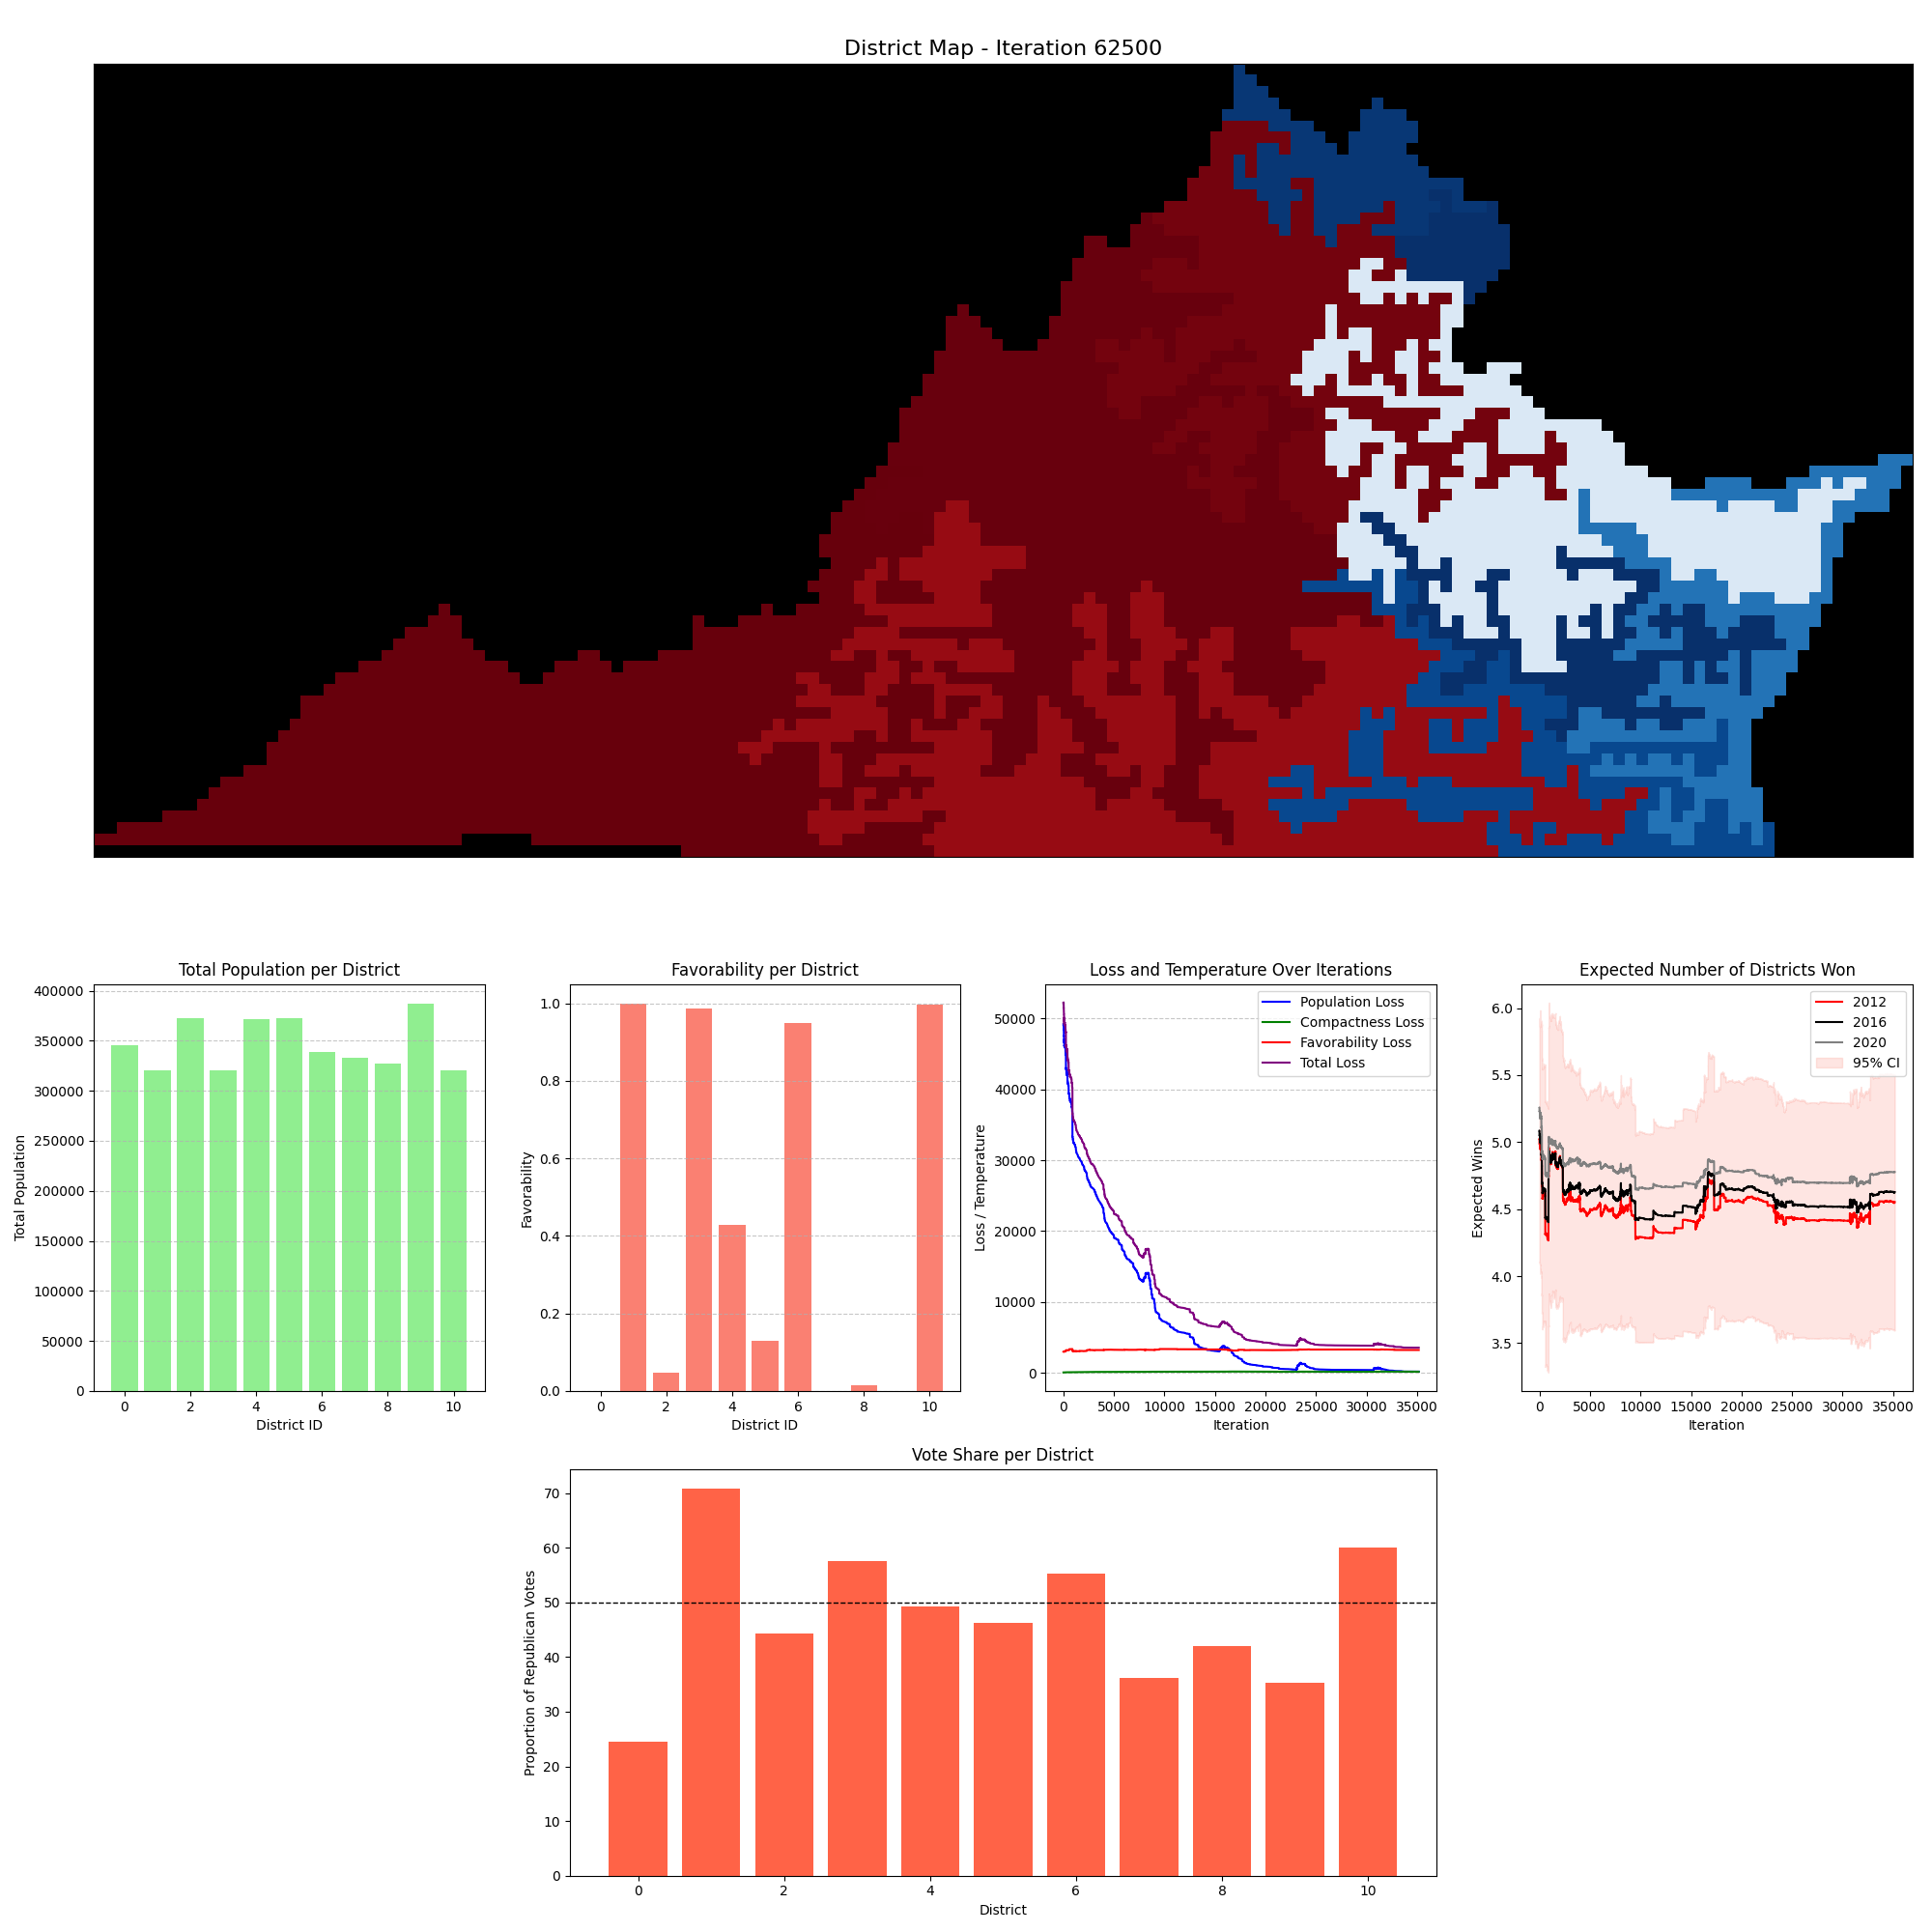 District Map - Iteration 62500
Total Population per District
Total Population
400000
350000
300000
250000
200000
150000
100000
50000
0
0 2 4 6 8 10
District ID
Favorability per District
Favorability
1.0
0.8
0.6
0.4
0.2
0.0
0 2 4 6 8 10
District ID
Loss and Temperature Over Iterations
Loss / Temperature
50000
40000
30000
20000
10000
0
Population Loss
Compactness Loss
Favorability Loss
Total Loss
0 5000 10000 15000 20000 25000 30000 35000
Iteration
Expected Number of Districts Won
Expected Wins
6.0
5.5
5.0
4.5
4.0
3.5
2012
2016
2020
95% CI
0 5000 10000 15000 20000 25000 30000 35000
Iteration
Vote Share per District
Proportion of Republican Votes
70
60
50
40
30
20
10
0
0 2 4 6 8 10
District